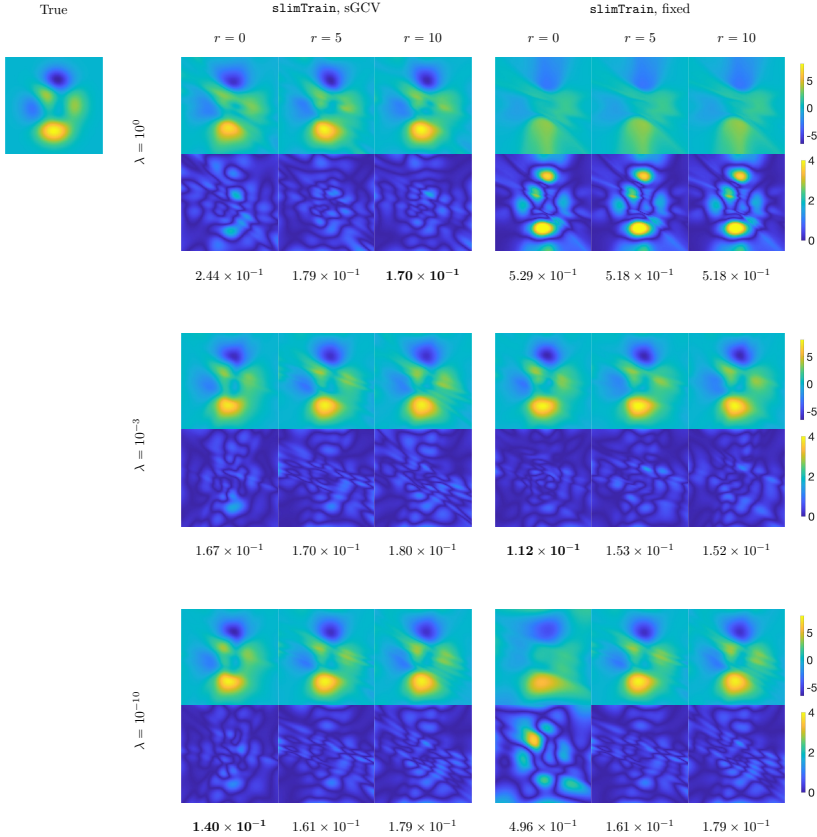 True
slimTrain, sGCV
slimTrain, fixed
r = 0
r = 5
r = 10
r = 0
r = 5
r = 10
λ = 10⁰
5
0
-5
4
2
0
2.44 × 10⁻¹
1.79 × 10⁻¹
1.70 × 10⁻¹
5.29 × 10⁻¹
5.18 × 10⁻¹
5.18 × 10⁻¹
λ = 10⁻³
5
0
-5
4
2
0
1.67 × 10⁻¹
1.70 × 10⁻¹
1.80 × 10⁻¹
1.12 × 10⁻¹
1.53 × 10⁻¹
1.52 × 10⁻¹
λ = 10⁻¹⁰
5
0
-5
4
2
0
1.40 × 10⁻¹
1.61 × 10⁻¹
1.79 × 10⁻¹
4.96 × 10⁻¹
1.61 × 10⁻¹
1.79 × 10⁻¹